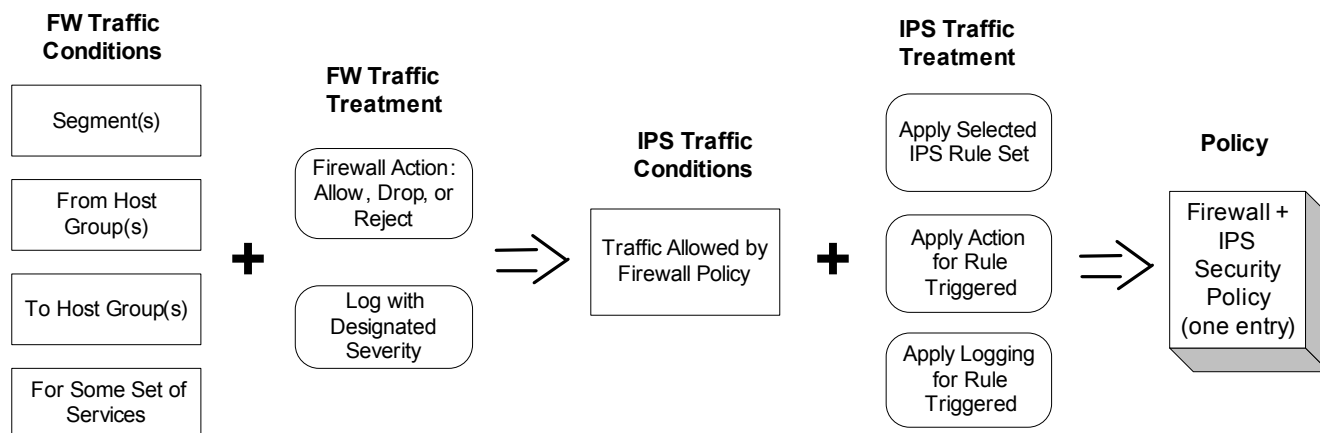 FW Traffic
Conditions
Segment(s)
From Host
Group(s)
To Host Group(s)
For Some Set of
Services
FW Traffic
Treatment
Firewall Action:
Allow, Drop, or
Reject
Log with
Designated
Severity
IPS Traffic
Conditions
Traffic Allowed by
Firewall Policy
IPS Traffic
Treatment
Apply Selected
IPS Rule Set
Apply Action
for Rule
Triggered
Apply Logging
for Rule
Triggered
Policy
Firewall +
IPS
Security
Policy
(one entry)